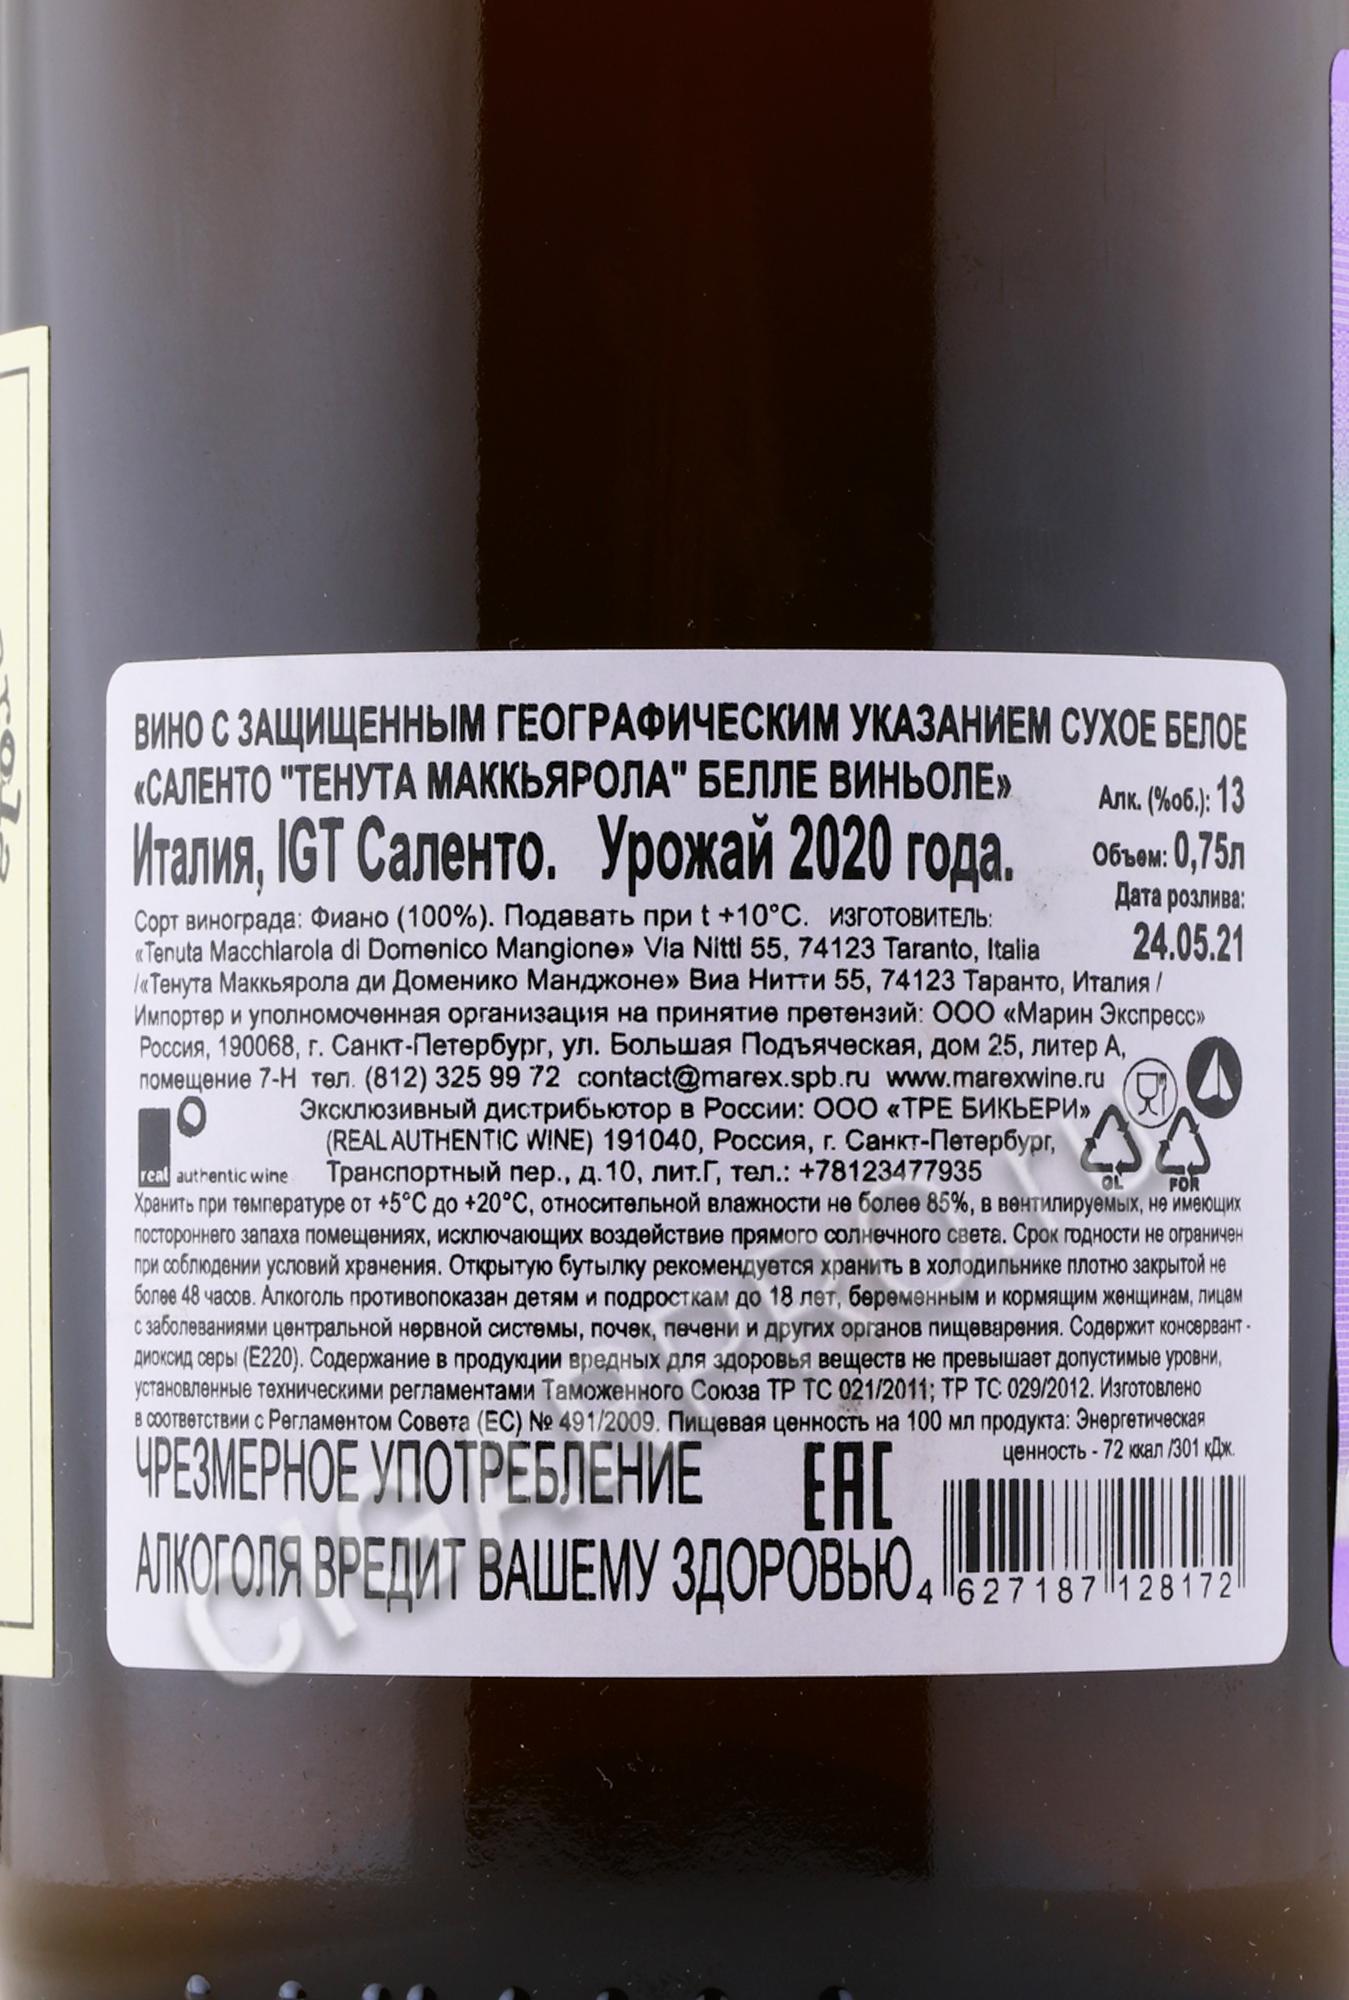 ВИНО С ЗАЩИЩЕННЫМ ГЕОГРАФИЧЕСКИМ УКАЗАНИЕМ СУХОЕ БЕЛОЕ
«САЛЕНТО "ТЕНУТА МАККЬЯРОЛА" БЕЛЛЕ ВИНЬОЛЕ»
Алк. (%об.): 13
Италия, IGT Саленто. Урожай 2020 года.
Объем: 0,75л
Дата розлива:
24.05.21
Сорт винограда: Фиано (100%). Подавать при t +10°С. ИЗГОТОВИТЕЛЬ:
«Tenuta Macchiarola di Domenico Mangione» Via Nitti 55, 74123 Taranto, Italia
/«Тенута Маккьярола ди Доменико Манджоне» Виа Нитти 55, 74123 Таранто, Италия /
Импортер и уполномоченная организация на принятие претензий: ООО «Марин Экспресс»
Россия, 190068, г. Санкт-Петербург, ул. Большая Подъяческая, дом 25, литер А,
помещение 7-Н тел. (812) 325 99 72 contact@marex.spb.ru www.marexwine.ru
Эксклюзивный дистрибьютор в России: ООО «ТРЕ БИКЬЕРИ»
(REAL AUTHENTIC WINE) 191040, Россия, г. Санкт-Петербург,
real authentic wine
Транспортный пер., д.10, лит.Г, тел.: +78123477935
GL FOR
Хранить при температуре от +5°С до +20°С, относительной влажности не более 85%, в вентилируемых, не имеющих
постороннего запаха помещениях, исключающих воздействие прямого солнечного света. Срок годности не ограничен
при соблюдении условий хранения. Открытую бутылку рекомендуется хранить в холодильнике плотно закрытой не
более 48 часов. Алкоголь противопоказан детям и подросткам до 18 лет, беременным и кормящим женщинам, лицам
с заболеваниями центральной нервной системы, почек, печени и других органов пищеварения. Содержит консервант -
диоксид серы (Е220). Содержание в продукции вредных для здоровья веществ не превышает допустимые уровни,
установленные техническими регламентами Таможенного Союза ТР ТС 021/2011; ТР ТС 029/2012. Изготовлено
в соответствии с Регламентом Совета (ЕС) № 491/2009. Пищевая ценность на 100 мл продукта: Энергетическая
ценность - 72 ккал /301 кДж.
ЧРЕЗМЕРНОЕ УПОТРЕБЛЕНИЕ
EAC
АЛКОГОЛЯ ВРЕДИТ ВАШЕМУ ЗДОРОВЬЮ
4 627187 128172
CIGARPRO.ru